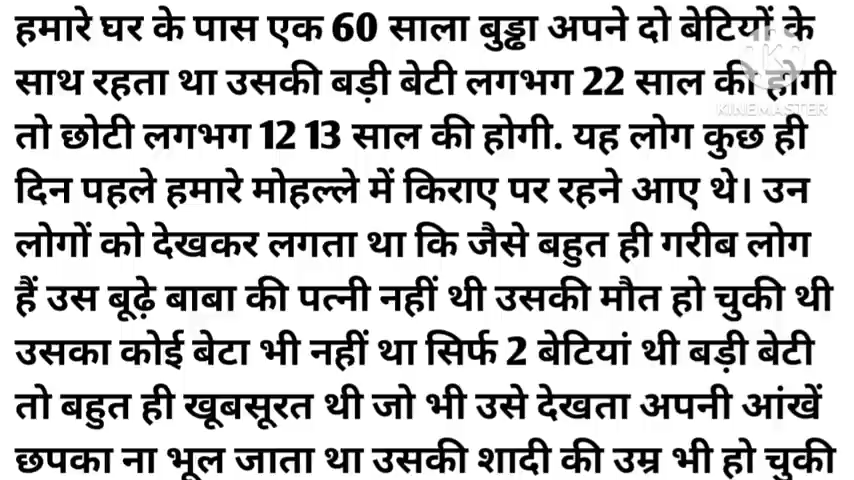 हमारे घर के पास एक 60 साला बुड्ढा अपने दो बेटियों के
साथ रहता था उसकी बड़ी बेटी लगभग 22 साल की होगी
KINEMASTER
तो छोटी लगभग 12 13 साल की होगी. यह लोग कुछ ही
दिन पहले हमारे मोहल्ले में किराए पर रहने आए थे। उन
लोगों को देखकर लगता था कि जैसे बहुत ही गरीब लोग
हैं उस बूढ़े बाबा की पत्नी नहीं थी उसकी मौत हो चुकी थी
उसका कोई बेटा भी नहीं था सिर्फ 2 बेटियां थी बड़ी बेटी
तो बहुत ही खूबसूरत थी जो भी उसे देखता अपनी आंखें
छपका ना भूल जाता था उसकी शादी की उम्र भी हो चुकी